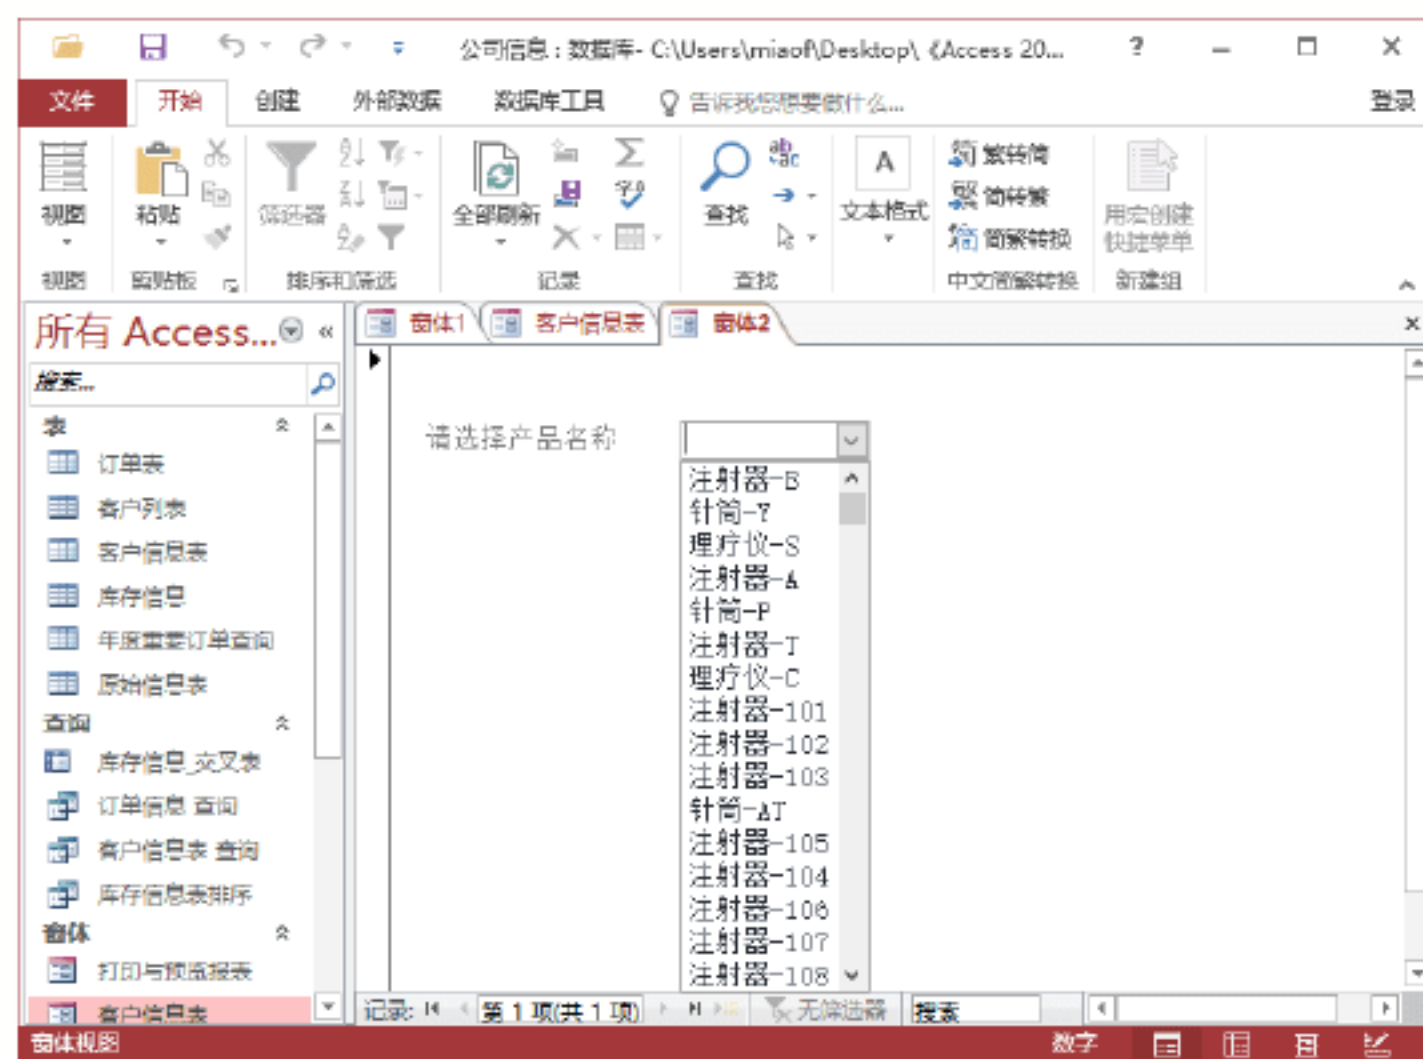 公司信息：数据库- C:\Users\miaof\Desktop\《Access 20... ?
文件 开始 创建 外部数据 数据库工具 告诉我您想要做什么... 登录
繁转简
简转繁
视图 粘贴 筛选器 全部刷新 查找 文本格式 用宏创建
简繁转换 快捷菜单
视图 剪贴板 排序和筛选 记录 查找 中文简繁转换 新建组
所有 Access... «
窗体1 客户信息表 窗体2
搜索...
表
订单表
客户列表
客户信息表
库存信息
年度重要订单查询
原始信息表
查询
库存信息_交叉表
订单信息 查询
客户信息表 查询
库存信息表排序
窗体
打印与预览报表
客户信息表
请选择产品名称
注射器-B
针筒-Y
理疗仪-S
注射器-A
针筒-P
注射器-T
理疗仪-C
注射器-101
注射器-102
注射器-103
针筒-AT
注射器-105
注射器-104
注射器-106
注射器-107
注射器-108
记录: 第 1 项(共 1 项) 无筛选器 搜索
窗体视图 数字